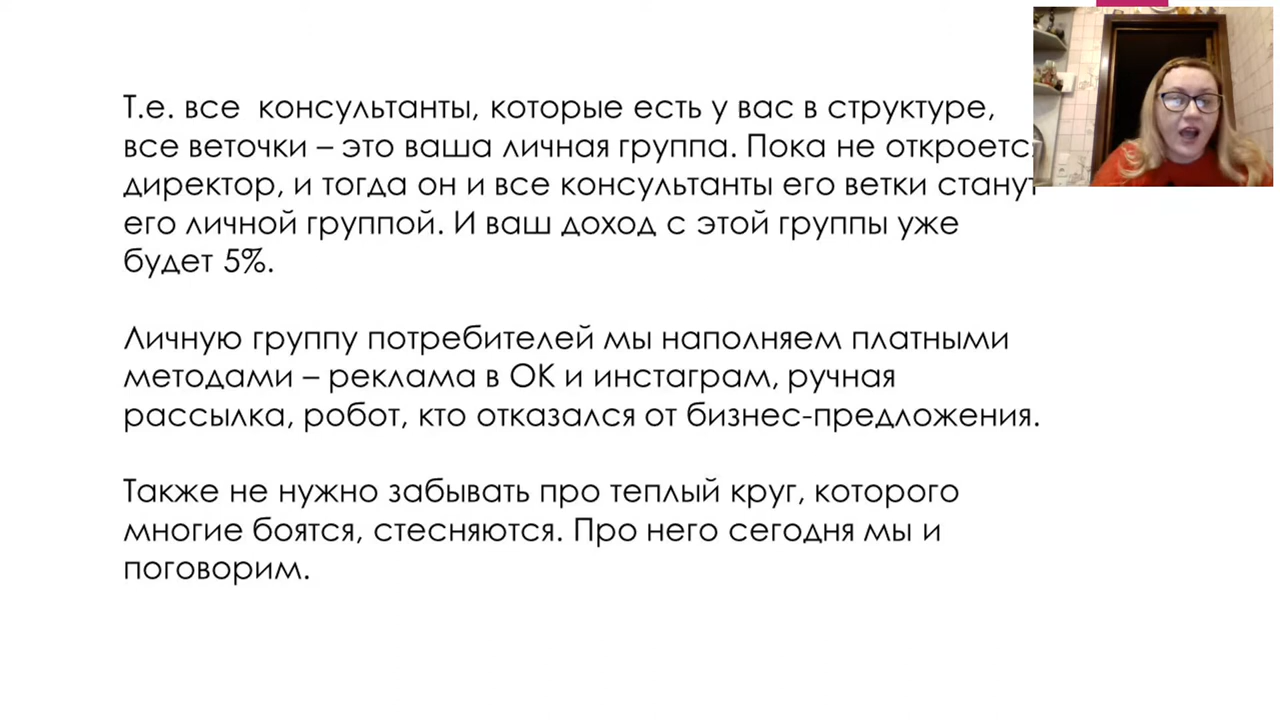 Т.е. все консультанты, которые есть у вас в структуре,
все веточки – это ваша личная группа. Пока не откроетс
директор, и тогда он и все консультанты его ветки станут
его личной группой. И ваш доход с этой группы уже
будет 5%.
Личную группу потребителей мы наполняем платными
методами – реклама в ОК и инстаграм, ручная
рассылка, робот, кто отказался от бизнес-предложения.
Также не нужно забывать про теплый круг, которого
многие боятся, стесняются. Про него сегодня мы и
поговорим.